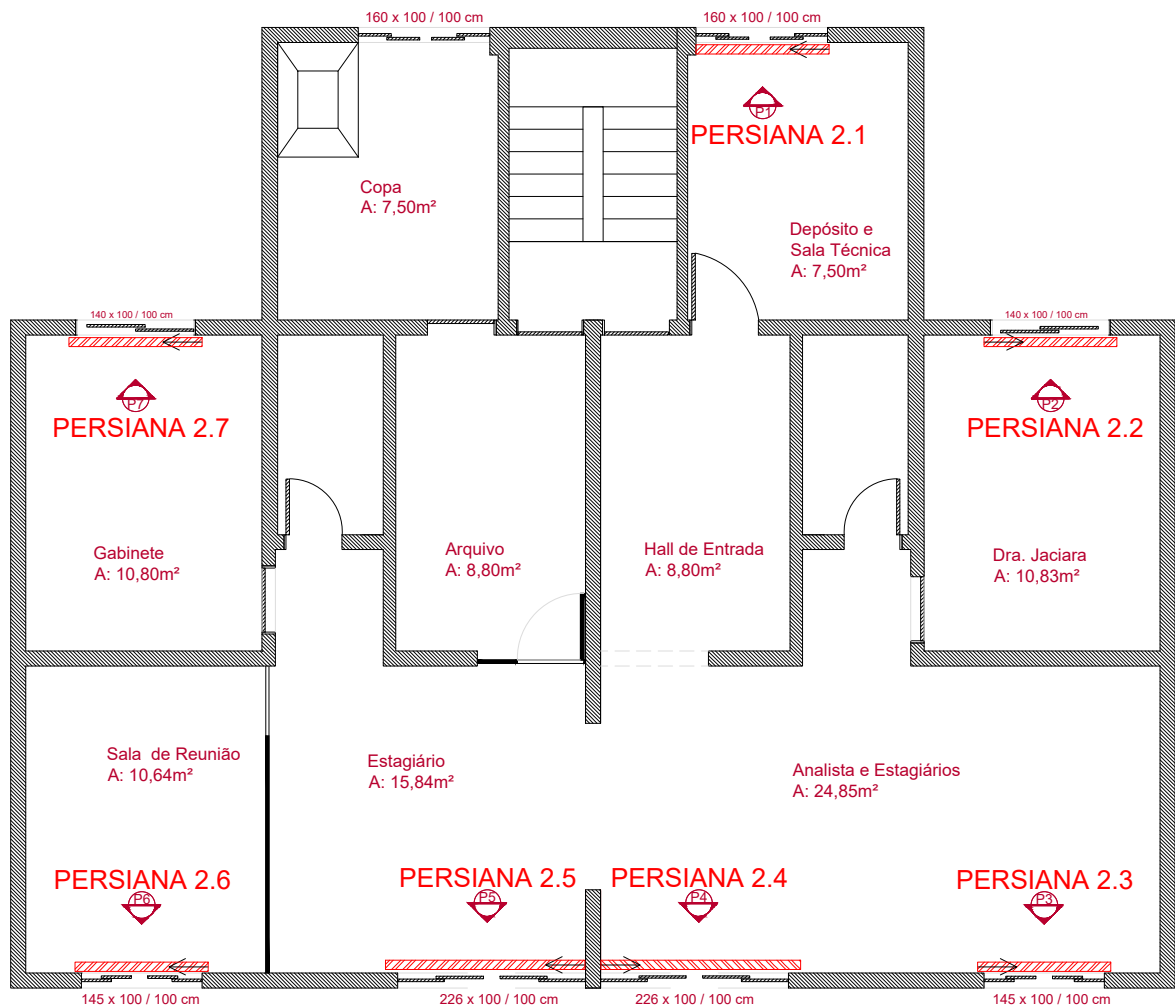 160 x 100 / 100 cm
160 x 100 / 100 cm
P1
PERSIANA 2.1
Copa
A: 7,50m²
Depósito e
Sala Técnica
A: 7,50m²
140 x 100 / 100 cm
140 x 100 / 100 cm
P7
PERSIANA 2.7
P2
PERSIANA 2.2
Gabinete
A: 10,80m²
Arquivo
A: 8,80m²
Hall de Entrada
A: 8,80m²
Dra. Jaciara
A: 10,83m²
Sala de Reunião
A: 10,64m²
Estagiário
A: 15,84m²
Analista e Estagiários
A: 24,85m²
PERSIANA 2.6
P6
PERSIANA 2.5
P5
PERSIANA 2.4
P4
PERSIANA 2.3
P3
145 x 100 / 100 cm
226 x 100 / 100 cm
226 x 100 / 100 cm
145 x 100 / 100 cm